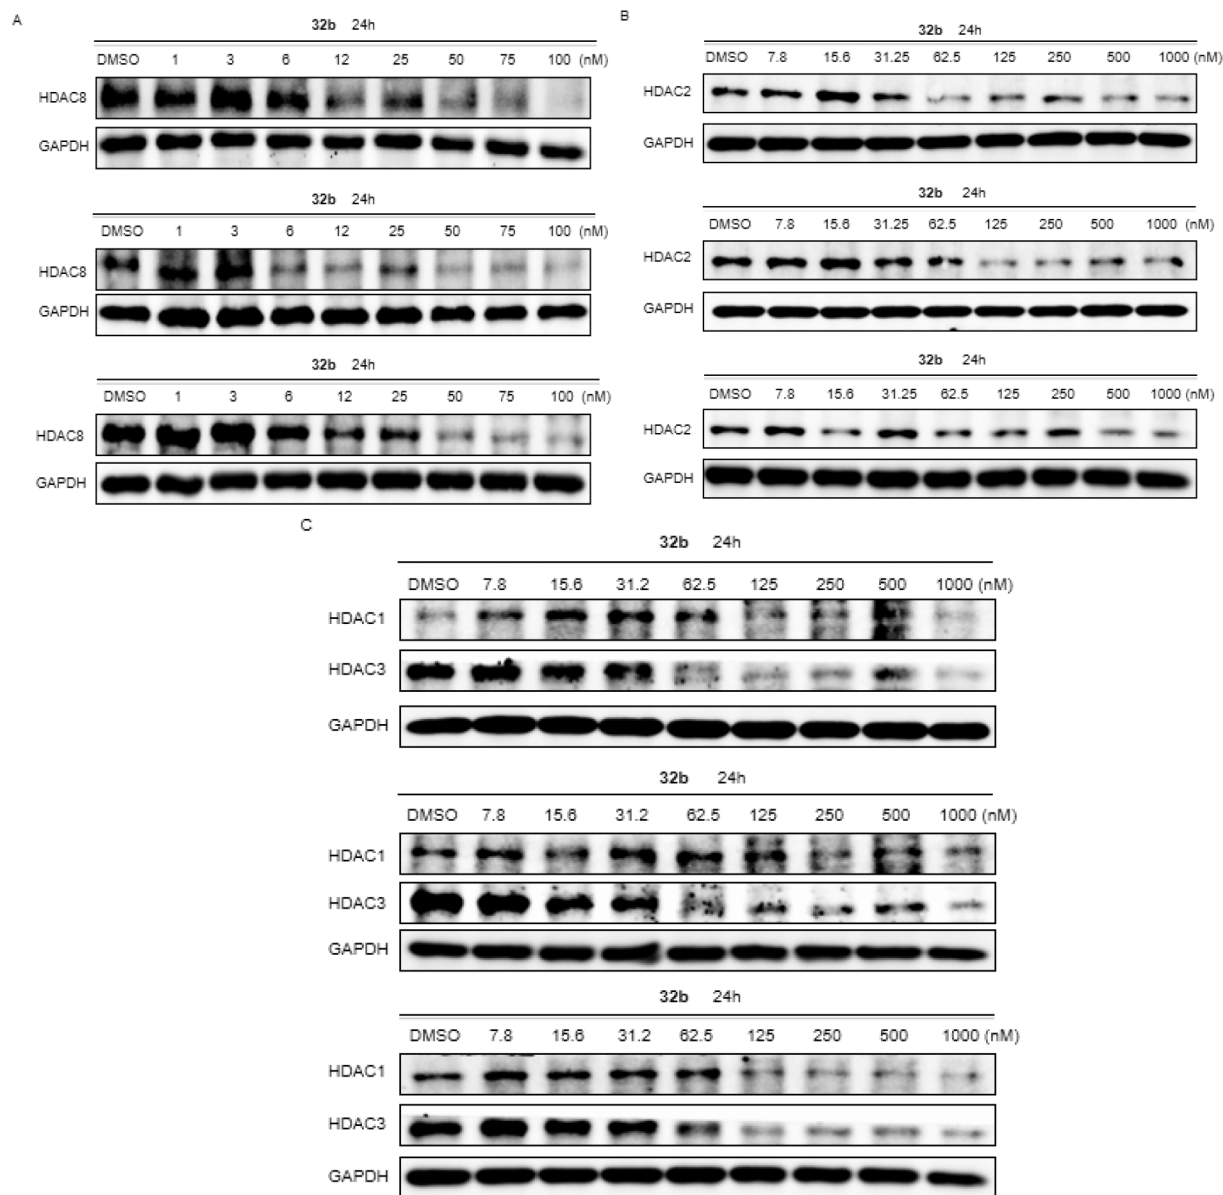 A
32b 24h
DMSO 1 3 6 12 25 50 75 100 (nM)
HDAC8
GAPDH
32b 24h
DMSO 1 3 6 12 25 50 75 100 (nM)
HDAC8
GAPDH
32b 24h
DMSO 1 3 6 12 25 50 75 100 (nM)
HDAC8
GAPDH
B
32b 24h
DMSO 7.8 15.6 31.25 62.5 125 250 500 1000 (nM)
HDAC2
GAPDH
32b 24h
DMSO 7.8 15.6 31.25 62.5 125 250 500 1000 (nM)
HDAC2
GAPDH
32b 24h
DMSO 7.8 15.6 31.25 62.5 125 250 500 1000 (nM)
HDAC2
GAPDH
C
32b 24h
DMSO 7.8 15.6 31.2 62.5 125 250 500 1000 (nM)
HDAC1
HDAC3
GAPDH
32b 24h
DMSO 7.8 15.6 31.2 62.5 125 250 500 1000 (nM)
HDAC1
HDAC3
GAPDH
32b 24h
DMSO 7.8 15.6 31.2 62.5 125 250 500 1000 (nM)
HDAC1
HDAC3
GAPDH